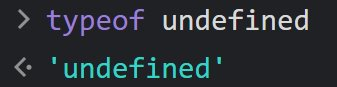 > typeof undefined
<· 'undefined'